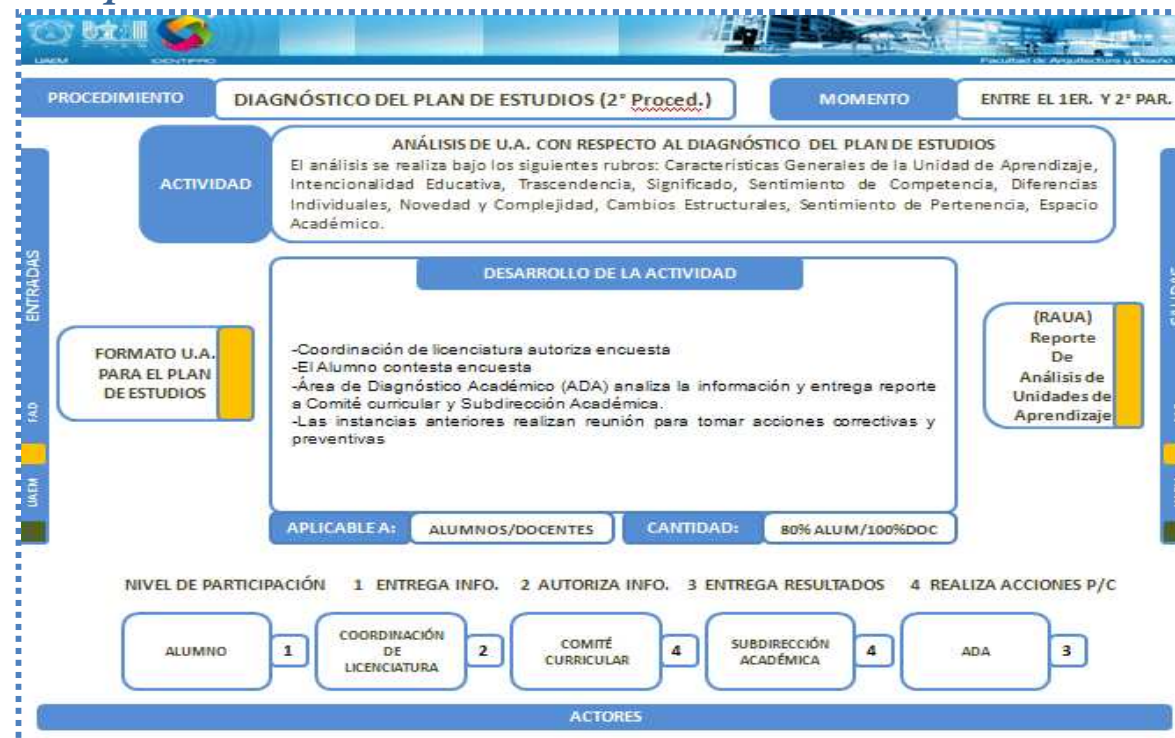 UAEM
IDENTIPRO
Facultad de Arquitectura y Diseño
PROCEDIMIENTO
DIAGNÓSTICO DEL PLAN DE ESTUDIOS (2° Proced.)
MOMENTO
ENTRE EL 1ER. Y 2° PAR.
ACTIVIDAD
ANÁLISIS DE U.A. CON RESPECTO AL DIAGNÓSTICO DEL PLAN DE ESTUDIOS
El análisis se realiza bajo los siguientes rubros: Características Generales de la Unidad de Aprendizaje,
Intencionalidad Educativa, Trascendencia, Significado, Sentimiento de Competencia, Diferencias
Individuales, Novedad y Complejidad, Cambios Estructurales, Sentimiento de Pertenencia, Espacio
Académico.
ENTRADAS
FAD
UAEM
FORMATO U.A.
PARA EL PLAN
DE ESTUDIOS
DESARROLLO DE LA ACTIVIDAD
-Coordinación de licenciatura autoriza encuesta
-El Alumno contesta encuesta
-Área de Diagnóstico Académico (ADA) analiza la información y entrega reporte
a Comité curricular y Subdirección Académica.
-Las instancias anteriores realizan reunión para tomar acciones correctivas y
preventivas
(RAUA)
Reporte
De
Análisis de
Unidades de
Aprendizaje
APLICABLE A:
ALUMNOS/DOCENTES
CANTIDAD:
80% ALUM/100%DOC
NIVEL DE PARTICIPACIÓN 1 ENTREGA INFO. 2 AUTORIZA INFO. 3 ENTREGA RESULTADOS 4 REALIZA ACCIONES P/C
ALUMNO
1
COORDINACIÓN
DE
LICENCIATURA
2
COMITÉ
CURRICULAR
4
SUBDIRECCIÓN
ACADÉMICA
4
ADA
3
ACTORES